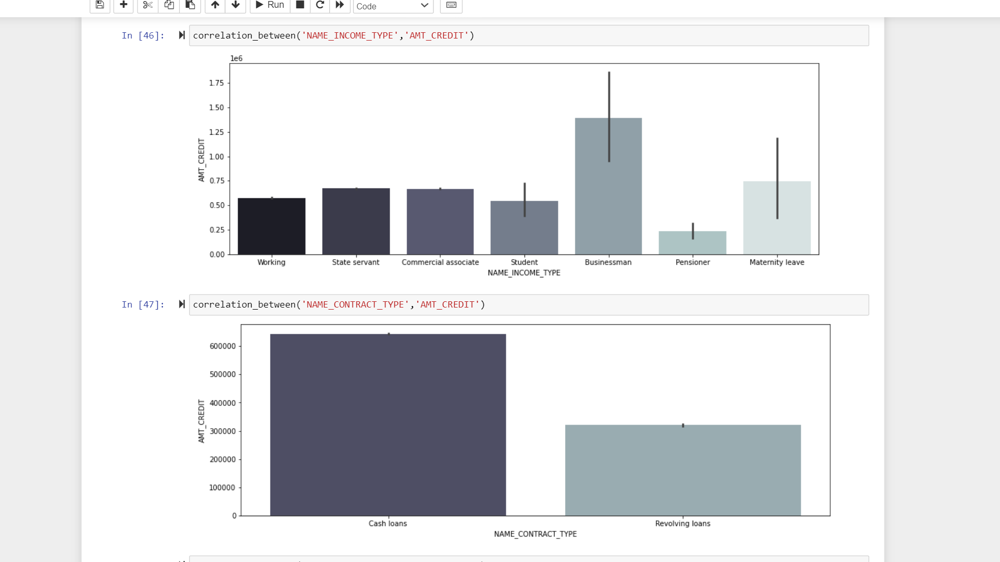 Run
Code
In [46]: correlation_between('NAME_INCOME_TYPE','AMT_CREDIT')
1e6
1.75
1.50
1.25
1.00
0.75
0.50
0.25
0.00
AMT_CREDIT
Working State servant Commercial associate Student Businessman Pensioner Maternity leave
NAME_INCOME_TYPE
In [47]: correlation_between('NAME_CONTRACT_TYPE','AMT_CREDIT')
600000
500000
400000
300000
200000
100000
0
AMT_CREDIT
Cash loans Revolving loans
NAME_CONTRACT_TYPE